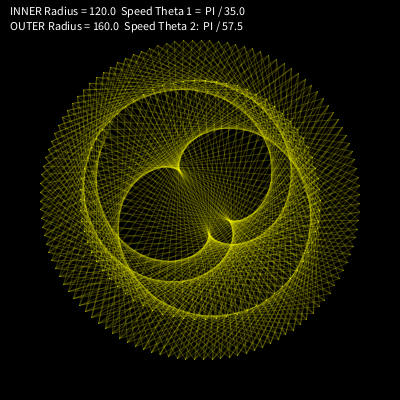 INNER Radius = 120.0  Speed Theta 1 =  PI / 35.0
OUTER Radius = 160.0  Speed Theta 2:  PI / 57.5